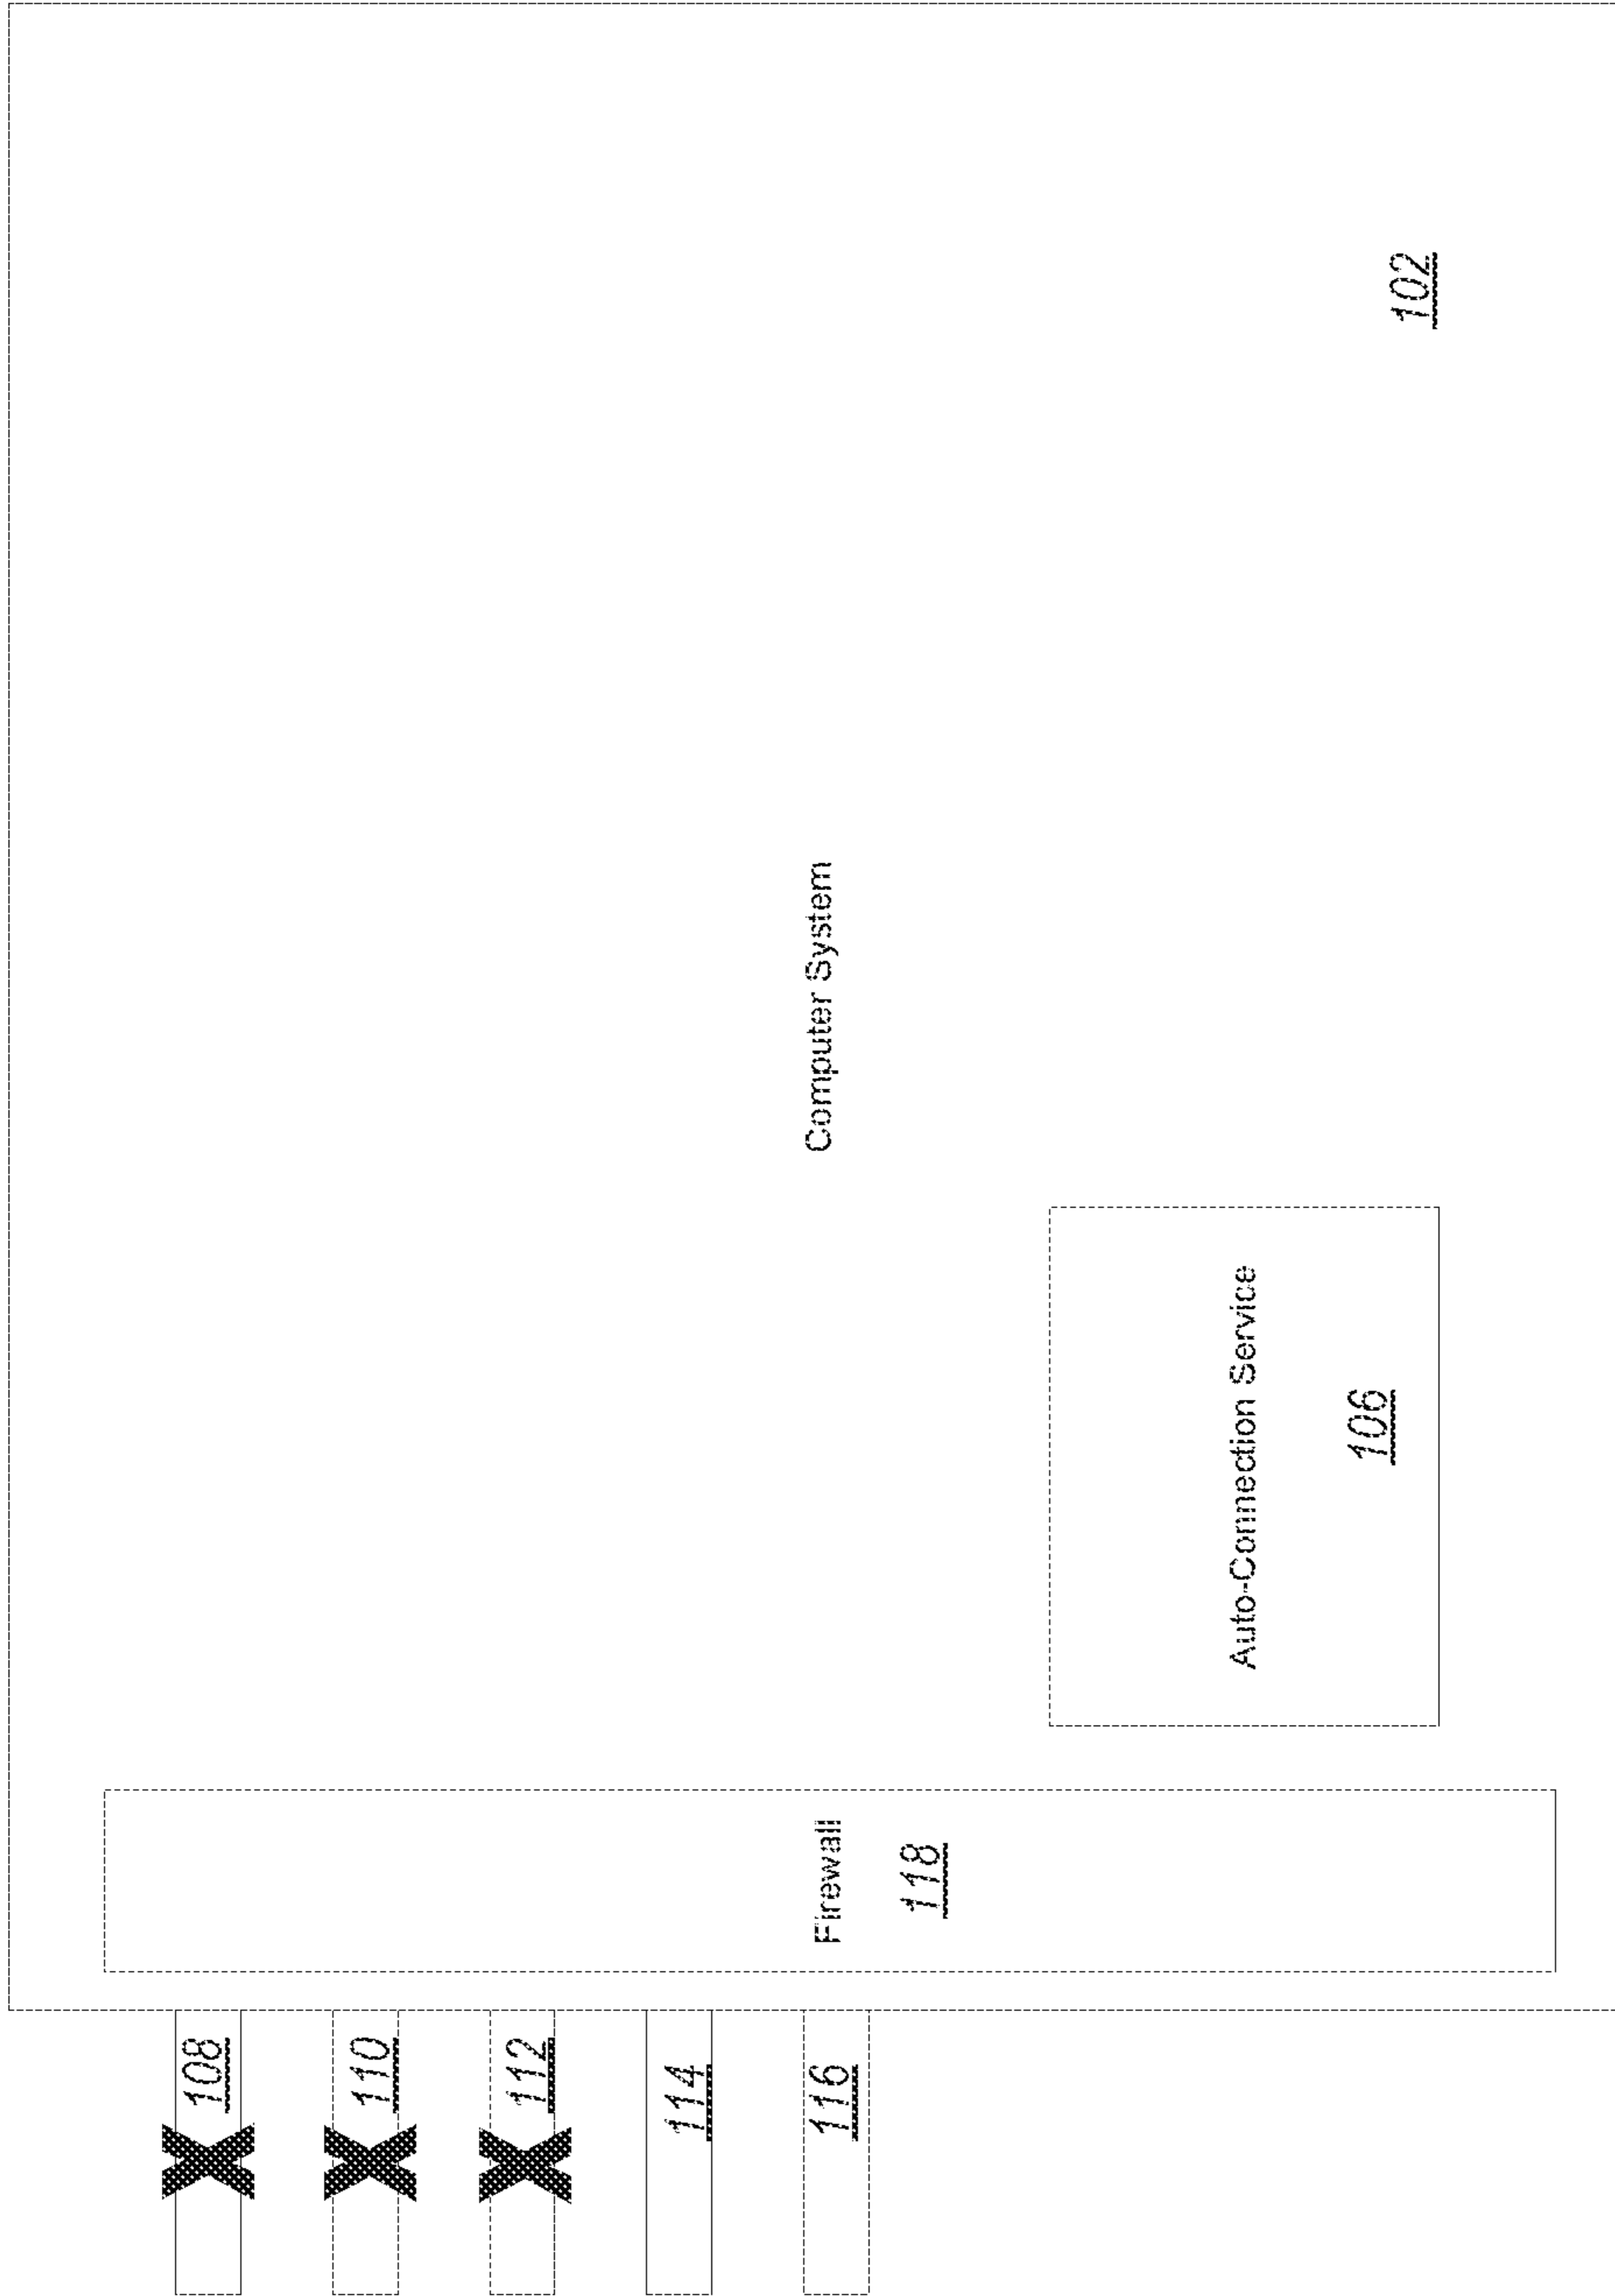 108
110
112
114
116
Firewall
118
Computer System
Auto-Connection Service
106
102